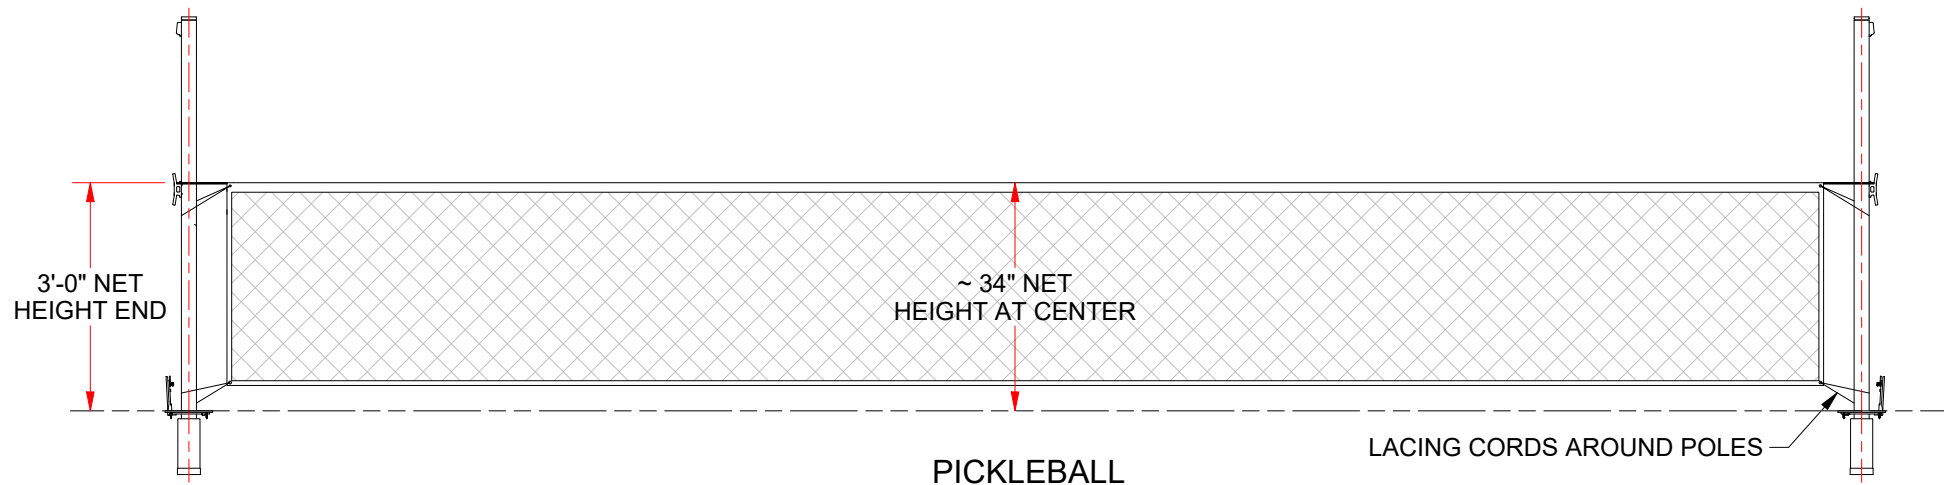 3'-0" NET
HEIGHT END
~ 34" NET
HEIGHT AT CENTER
LACING CORDS AROUND POLES
PICKLEBALL